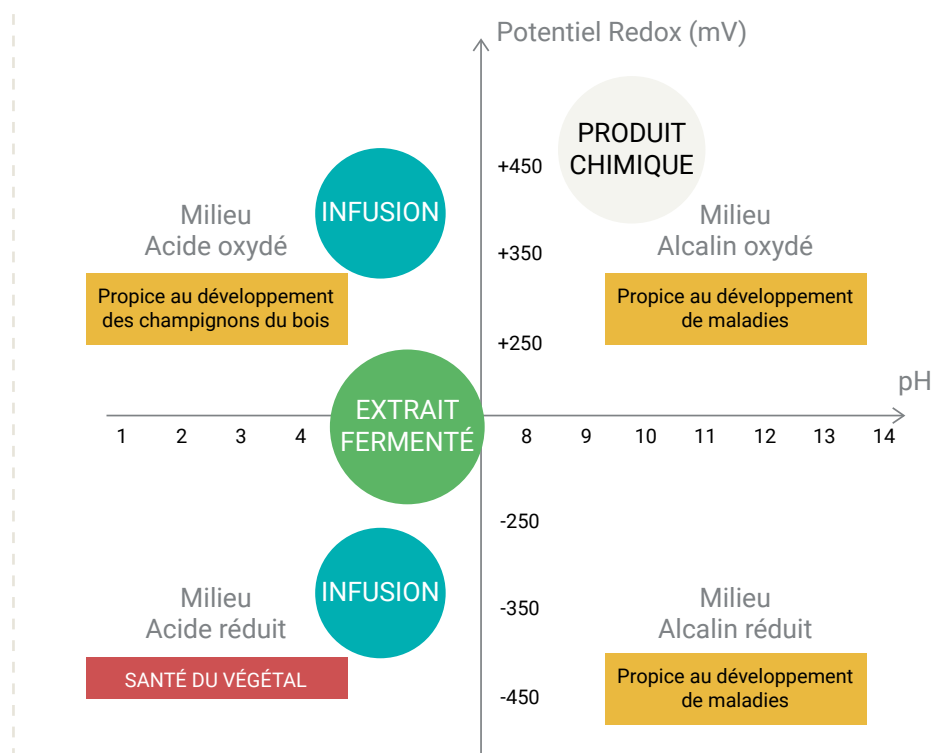 Potentiel Redox (mV)
PRODUIT
CHIMIQUE
+450
INFUSION
Milieu
Acide oxydé
Milieu
Alcalin oxydé
+350
Propice au développement
des champignons du bois
Propice au développement
de maladies
+250
pH
EXTRAIT
FERMENTÉ
1 2 3 4 8 9 10 11 12 13 14
-250
INFUSION
-350
Milieu
Acide réduit
Milieu
Alcalin réduit
SANTÉ DU VÉGÉTAL
Propice au développement
de maladies
-450